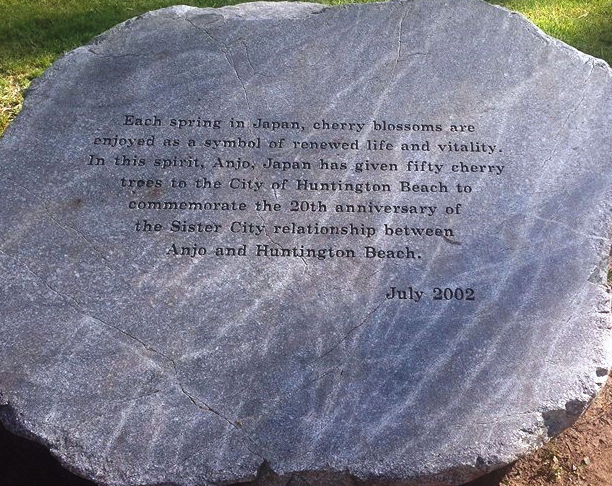 Each spring in Japan, cherry blossoms are
enjoyed as a symbol of renewed life and vitality.
In this spirit, Anjo, Japan has given fifty cherry
trees to the City of Huntington Beach to
commemorate the 20th anniversary of
the Sister City relationship between
Anjo and Huntington Beach.
July 2002